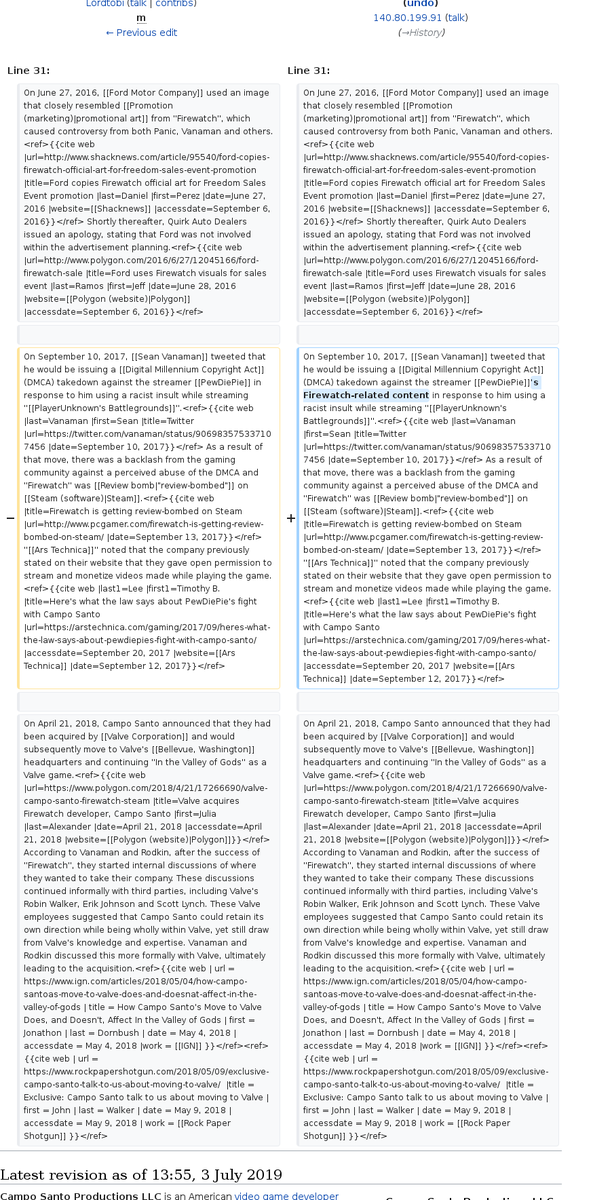 Lordtobi (talk | contribs)
m
← Previous edit
(undo)
140.80.199.91 (talk)
(→History)
Line 31:
On June 27, 2016, [[Ford Motor Company]] used an image
that closely resembled [[Promotion
(marketing)|promotional art]] from ''Firewatch'', which
caused controversy from both Panic, Vanaman and others.
<ref>{{cite web
|url=http://www.shacknews.com/article/95540/ford-copies-
firewatch-official-art-for-freedom-sales-event-promotion
|title=Ford copies Firewatch official art for Freedom Sales
Event promotion |last=Daniel |first=Perez |date=June 27,
2016 |website=[[Shacknews]] |accessdate=September 6,
2016}}</ref> Shortly thereafter, Quirk Auto Dealers
issued an apology, stating that Ford was not involved
within the advertisement planning.<ref>{{cite web
|url=http://www.polygon.com/2016/6/27/12045166/ford-
firewatch-sale |title=Ford uses Firewatch visuals for sales
event |last=Ramos |first=Jeff |date=June 28, 2016
|website=[[Polygon (website)|Polygon]]
|accessdate=September 6, 2016}}</ref>
−
On September 10, 2017, [[Sean Vanaman]] tweeted that
he would be issuing a [[Digital Millennium Copyright Act]]
(DMCA) takedown against the streamer [[PewDiePie]] in
response to him using a racist insult while streaming
''[[PlayerUnknown's Battlegrounds]]''.<ref>{{cite web
|last=Vanaman |first=Sean |title=Twitter
|url=https://twitter.com/vanaman/status/90698357533710
7456 |date=September 10, 2017}}</ref> As a result of
that move, there was a backlash from the gaming
community against a perceived abuse of the DMCA and
''Firewatch'' was [[Review bomb|"review-bombed"]] on
[[Steam (software)|Steam]].<ref>{{cite web
|title=Firewatch is getting review-bombed on Steam
|url=http://www.pcgamer.com/firewatch-is-getting-review-
bombed-on-steam/ |date=September 13, 2017}}</ref>
''[[Ars Technica]]'' noted that the company previously
stated on their website that they gave open permission to
stream and monetize videos made while playing the game.
<ref>{{cite web |last1=Lee |first1=Timothy B.
|title=Here's what the law says about PewDiePie's fight
with Campo Santo
|url=https://arstechnica.com/gaming/2017/09/heres-what-
the-law-says-about-pewdiepies-fight-with-campo-santo/
|accessdate=September 20, 2017 |website=[[Ars
Technica]] |date=September 12, 2017}}</ref>
On April 21, 2018, Campo Santo announced that they had
been acquired by [[Valve Corporation]] and would
subsequently move to Valve's [[Bellevue, Washington]]
headquarters and continuing ''In the Valley of Gods'' as a
Valve game.<ref>{{cite web
|url=https://www.polygon.com/2018/4/21/17266690/valve-
campo-santo-firewatch-steam |title=Valve acquires
Firewatch developer, Campo Santo |first=Julia
|last=Alexander |date=April 21, 2018 |accessdate=April
21, 2018 |website=[[Polygon (website)|Polygon]]}}</ref>
According to Vanaman and Rodkin, after the success of
''Firewatch'', they started internal discussions of where
they wanted to take their company. These discussions
continued informally with third parties, including Valve's
Robin Walker, Erik Johnson and Scott Lynch. These Valve
employees suggested that Campo Santo could retain its
own direction while being wholly within Valve, yet still draw
from Valve's knowledge and expertise. Vanaman and
Rodkin discussed this more formally with Valve, ultimately
leading to the acquisition.<ref>{{cite web | url =
https://www.ign.com/articles/2018/05/04/how-campo-
santoas-move-to-valve-does-and-doesnat-affect-in-the-
valley-of-gods | title = How Campo Santo's Move to Valve
Does, and Doesn't, Affect In the Valley of Gods | first =
Jonathon | last = Dornbush | date = May 4, 2018 |
accessdate = May 4, 2018 |work = [[IGN]] }}</ref><ref>
{{cite web | url =
https://www.rockpapershotgun.com/2018/05/09/exclusive-
campo-santo-talk-to-us-about-moving-to-valve/ |title =
Exclusive: Campo Santo talk to us about moving to Valve |
first = John | last = Walker | date = May 9, 2018 |
accessdate = May 9, 2018 | work = [[Rock Paper
Shotgun]] }}</ref>
Line 31:
On June 27, 2016, [[Ford Motor Company]] used an image
that closely resembled [[Promotion
(marketing)|promotional art]] from ''Firewatch'', which
caused controversy from both Panic, Vanaman and others.
<ref>{{cite web
|url=http://www.shacknews.com/article/95540/ford-copies-
firewatch-official-art-for-freedom-sales-event-promotion
|title=Ford copies Firewatch official art for Freedom Sales
Event promotion |last=Daniel |first=Perez |date=June 27,
2016 |website=[[Shacknews]] |accessdate=September 6,
2016}}</ref> Shortly thereafter, Quirk Auto Dealers
issued an apology, stating that Ford was not involved
within the advertisement planning.<ref>{{cite web
|url=http://www.polygon.com/2016/6/27/12045166/ford-
firewatch-sale |title=Ford uses Firewatch visuals for sales
event |last=Ramos |first=Jeff |date=June 28, 2016
|website=[[Polygon (website)|Polygon]]
|accessdate=September 6, 2016}}</ref>
+
On September 10, 2017, [[Sean Vanaman]] tweeted that
he would be issuing a [[Digital Millennium Copyright Act]]
(DMCA) takedown against the streamer [[PewDiePie]]'s
Firewatch-related content in response to him using a
racist insult while streaming ''[[PlayerUnknown's
Battlegrounds]]''.<ref>{{cite web |last=Vanaman
|first=Sean |title=Twitter
|url=https://twitter.com/vanaman/status/90698357533710
7456 |date=September 10, 2017}}</ref> As a result of
that move, there was a backlash from the gaming
community against a perceived abuse of the DMCA and
''Firewatch'' was [[Review bomb|"review-bombed"]] on
[[Steam (software)|Steam]].<ref>{{cite web
|title=Firewatch is getting review-bombed on Steam
|url=http://www.pcgamer.com/firewatch-is-getting-review-
bombed-on-steam/ |date=September 13, 2017}}</ref>
''[[Ars Technica]]'' noted that the company previously
stated on their website that they gave open permission to
stream and monetize videos made while playing the game.
<ref>{{cite web |last1=Lee |first1=Timothy B.
|title=Here's what the law says about PewDiePie's fight
with Campo Santo
|url=https://arstechnica.com/gaming/2017/09/heres-what-
the-law-says-about-pewdiepies-fight-with-campo-santo/
|accessdate=September 20, 2017 |website=[[Ars
Technica]] |date=September 12, 2017}}</ref>
On April 21, 2018, Campo Santo announced that they had
been acquired by [[Valve Corporation]] and would
subsequently move to Valve's [[Bellevue, Washington]]
headquarters and continuing ''In the Valley of Gods'' as a
Valve game.<ref>{{cite web
|url=https://www.polygon.com/2018/4/21/17266690/valve-
campo-santo-firewatch-steam |title=Valve acquires
Firewatch developer, Campo Santo |first=Julia
|last=Alexander |date=April 21, 2018 |accessdate=April
21, 2018 |website=[[Polygon (website)|Polygon]]}}</ref>
According to Vanaman and Rodkin, after the success of
''Firewatch'', they started internal discussions of where
they wanted to take their company. These discussions
continued informally with third parties, including Valve's
Robin Walker, Erik Johnson and Scott Lynch. These Valve
employees suggested that Campo Santo could retain its
own direction while being wholly within Valve, yet still draw
from Valve's knowledge and expertise. Vanaman and
Rodkin discussed this more formally with Valve, ultimately
leading to the acquisition.<ref>{{cite web | url =
https://www.ign.com/articles/2018/05/04/how-campo-
santoas-move-to-valve-does-and-doesnat-affect-in-the-
valley-of-gods | title = How Campo Santo's Move to Valve
Does, and Doesn't, Affect In the Valley of Gods | first =
Jonathon | last = Dornbush | date = May 4, 2018 |
accessdate = May 4, 2018 |work = [[IGN]] }}</ref><ref>
{{cite web | url =
https://www.rockpapershotgun.com/2018/05/09/exclusive-
campo-santo-talk-to-us-about-moving-to-valve/ |title =
Exclusive: Campo Santo talk to us about moving to Valve |
first = John | last = Walker | date = May 9, 2018 |
accessdate = May 9, 2018 | work = [[Rock Paper
Shotgun]] }}</ref>
Latest revision as of 13:55, 3 July 2019
Campo Santo Productions LLC is an American video game developer